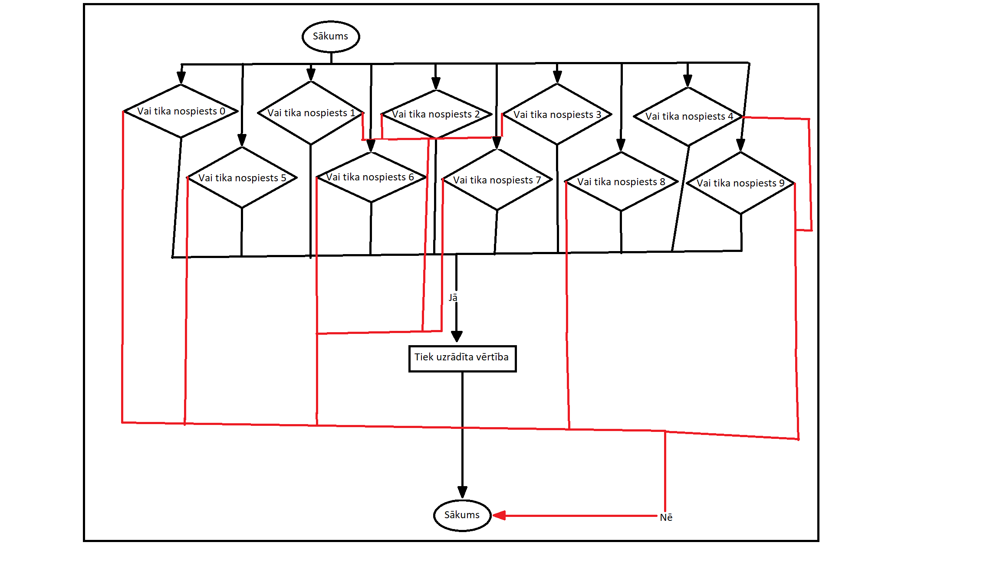 Sākums
Vai tika nospiests 0
Vai tika nospiests 1
Vai tika nospiests 2
Vai tika nospiests 3
Vai tika nospiests 4
Vai tika nospiests 5
Vai tika nospiests 6
Vai tika nospiests 7
Vai tika nospiests 8
Vai tika nospiests 9
Jā
Tiek uzrādīta vērtība
Sākums
Nē